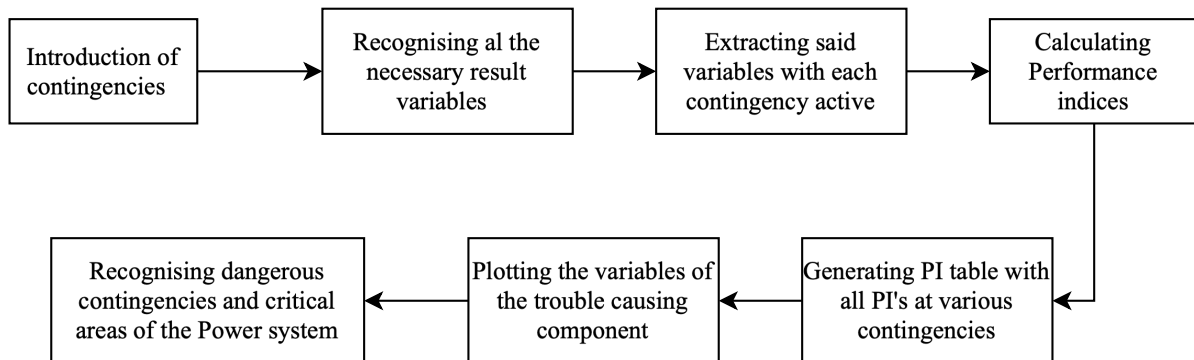 Introduction of
contingencies
Recognising al the
necessary result
variables
Extracting said
variables with each
contingency active
Calculating
Performance
indices
Generating PI table with
all PI's at various
contingencies
Plotting the variables of
the trouble causing
component
Recognising dangerous
contingencies and critical
areas of the Power system